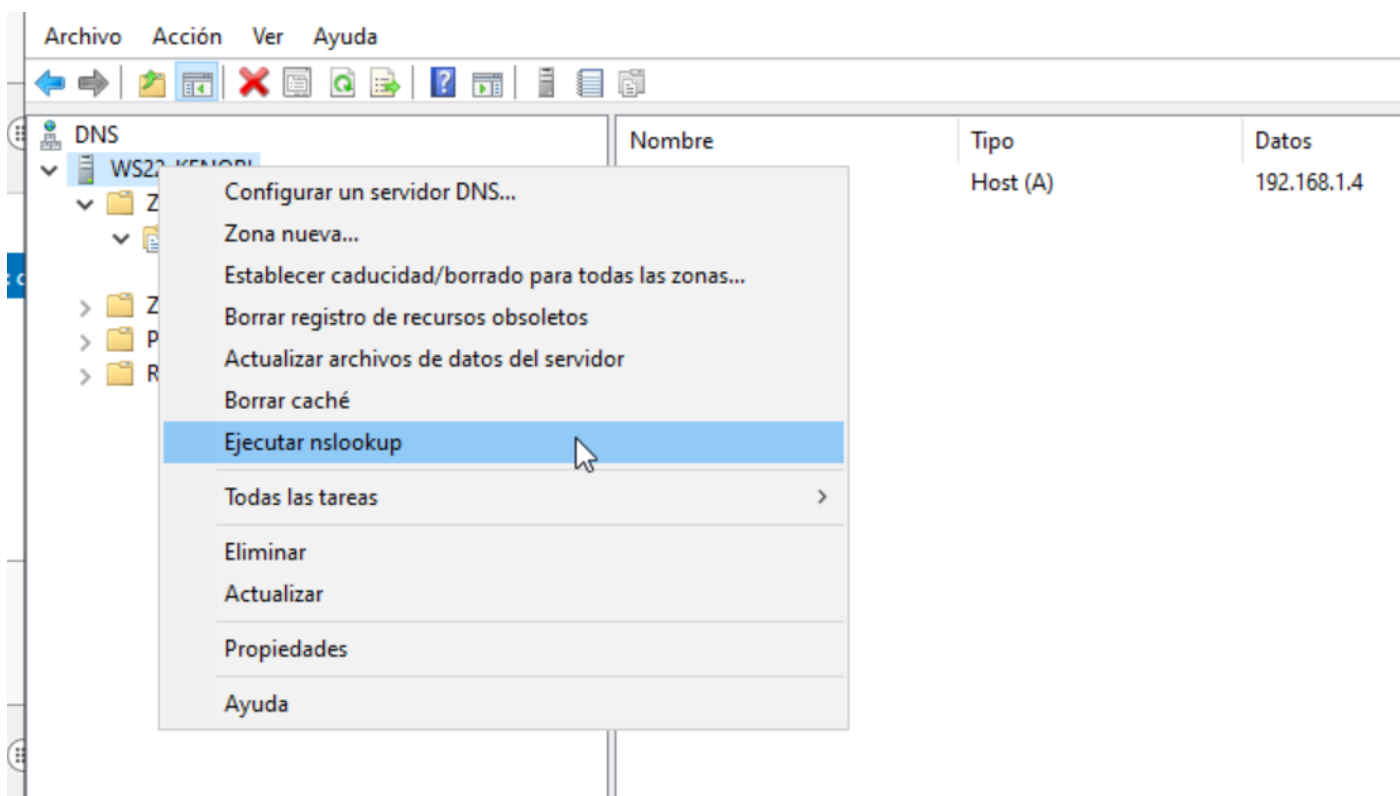 Archivo Acción Ver Ayuda
DNS
Nombre Tipo Datos
WS22-KENOBI
Host (A) 192.168.1.4
Configurar un servidor DNS...
Zona nueva...
Establecer caducidad/borrado para todas las zonas...
Borrar registro de recursos obsoletos
Actualizar archivos de datos del servidor
Borrar caché
Ejecutar nslookup
Todas las tareas
Eliminar
Actualizar
Propiedades
Ayuda